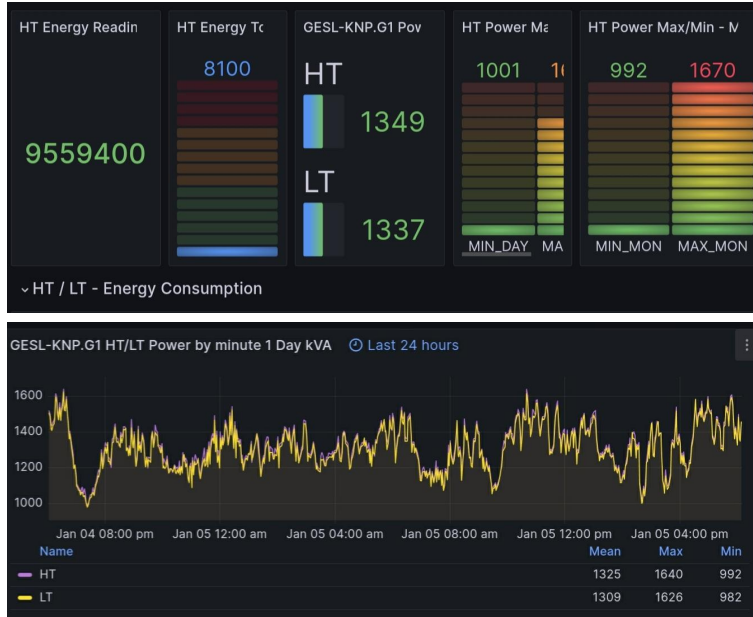 HT Energy Readin
HT Energy Tc
GESL-KNP.G1 Pov
HT Power Ma
HT Power Max/Min - M
9559400
8100
HT
1349
LT
1337
1001
MIN_DAY MA
992 1670
MIN_MON MAX_MON
HT / LT - Energy Consumption
GESL-KNP.G1 HT/LT Power by minute 1 Day kVA Last 24 hours
1600
1400
1200
1000
Jan 04 08:00 pm Jan 05 12:00 am Jan 05 04:00 am Jan 05 08:00 am Jan 05 12:00 pm Jan 05 04:00 pm
Name Mean Max Min
HT 1325 1640 992
LT 1309 1626 982